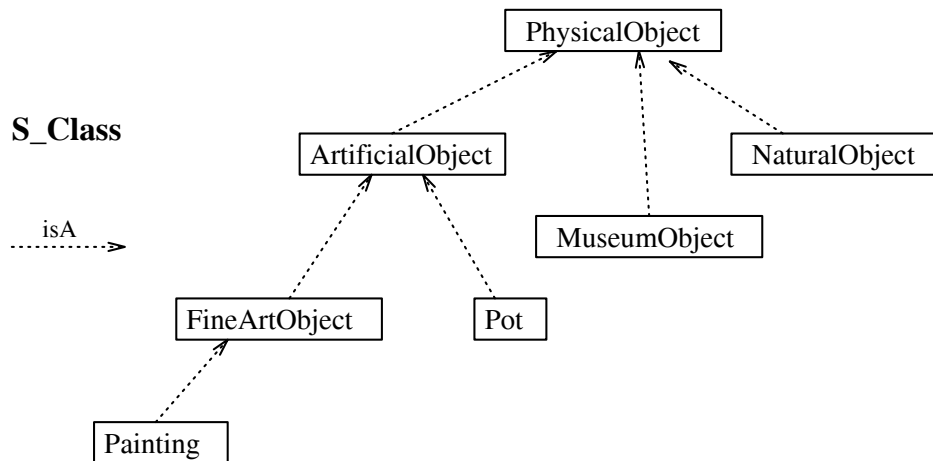 PhysicalObject
S_Class
ArtificialObject
NaturalObject
isA
MuseumObject
FineArtObject
Pot
Painting